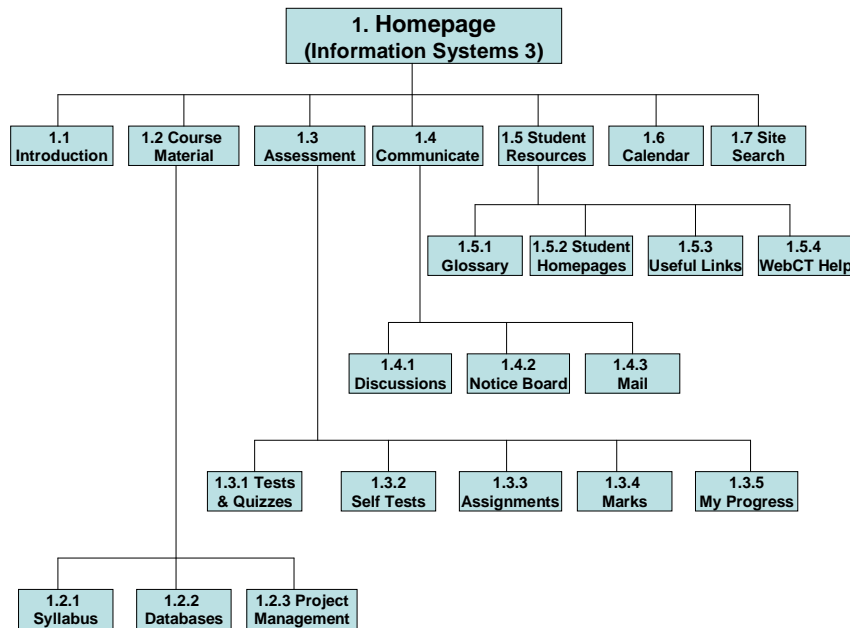 1. Homepage
(Information Systems 3)
1.1
Introduction
1.2 Course
Material
1.3
Assessment
1.4
Communicate
1.5 Student
Resources
1.6
Calendar
1.7 Site
Search
1.5.1
Glossary
1.5.2 Student
Homepages
1.5.3
Useful Links
1.5.4
WebCT Help
1.4.1
Discussions
1.4.2
Notice Board
1.4.3
Mail
1.3.1 Tests
& Quizzes
1.3.2
Self Tests
1.3.3
Assignments
1.3.4
Marks
1.3.5
My Progress
1.2.1
Syllabus
1.2.2
Databases
1.2.3 Project
Management